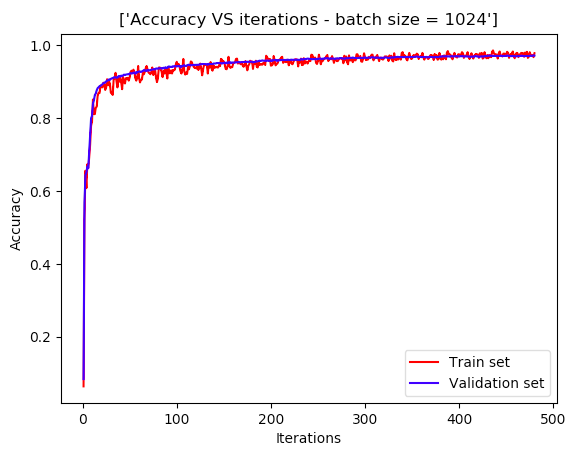 ['Accuracy VS iterations - batch size = 1024']
1.0
0.8
0.6
0.4
0.2
Accuracy
0
100
200
300
400
500
Iterations
Train set
Validation set